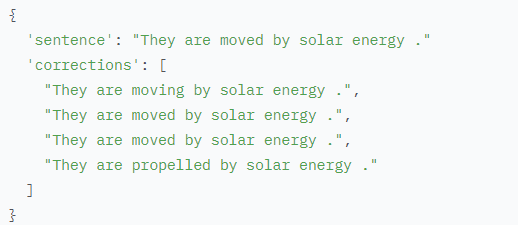 {
'sentence': "They are moved by solar energy ."
'corrections': [
"They are moving by solar energy .",
"They are moved by solar energy .",
"They are moved by solar energy .",
"They are propelled by solar energy ."
]
}